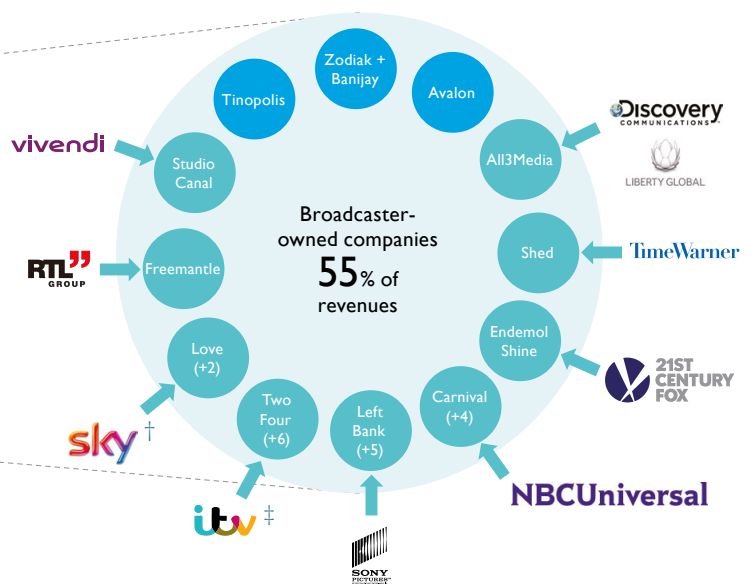 Zodiak +
Banijay
Tinopolis
Avalon
Discovery
COMMUNICATIONS
LIBERTY GLOBAL
vivendi
Studio
Canal
All3Media
Broadcaster-
owned companies
55% of
revenues
Shed
TimeWarner
RTL
GROUP
Freemantle
Endemol
Shine
21ST
CENTURY
FOX
Love
(+2)
Two
Four
(+6)
Left
Bank
(+5)
Carnival
(+4)
sky †
NBCUniversal
itv ‡
SONY
PICTURES